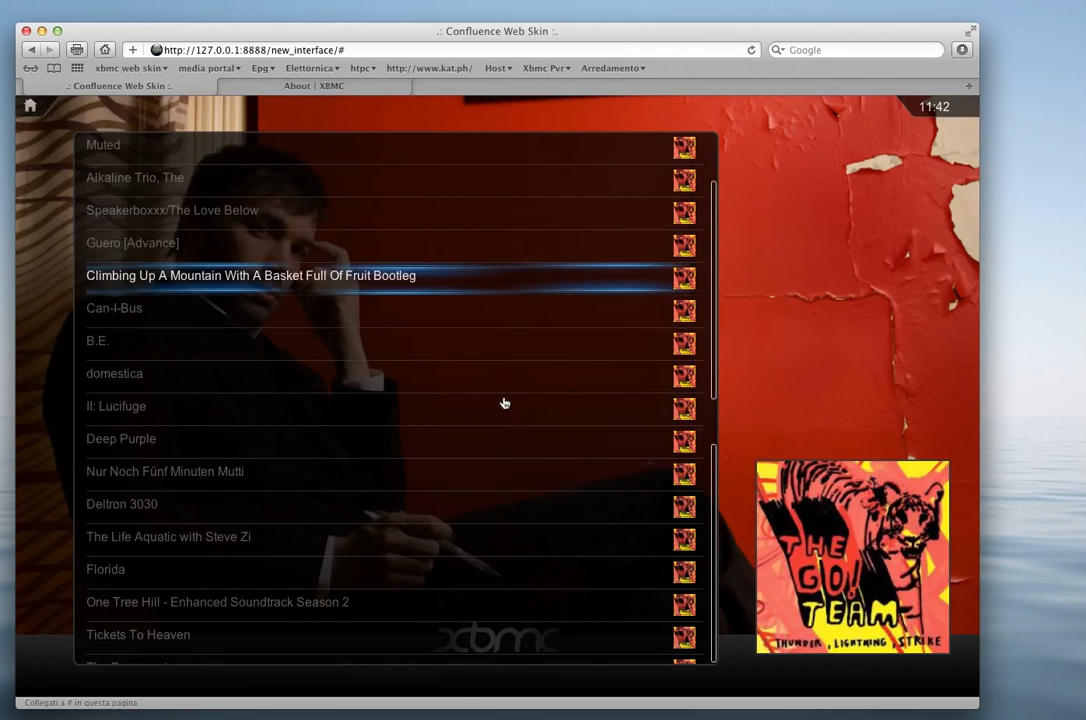 .: Confluence Web Skin :.
http://127.0.0.1:8888/new_interface/#
Google
xbmc web skin
media portal
Epg
Elettornica
htpc
http://www.kat.ph/
Host
Xbmc Pvr
Arredamento
.: Confluence Web Skin :.
About | XBMC
11:42
Muted
Alkaline Trio, The
Speakerboxxx/The Love Below
Guero [Advance]
Climbing Up A Mountain With A Basket Full Of Fruit Bootleg
Can-I-Bus
B.E.
domestica
II: Lucifuge
Deep Purple
Nur Noch Fünf Minuten Mutti
Deltron 3030
The Life Aquatic with Steve Zi
Florida
One Tree Hill - Enhanced Soundtrack Season 2
Tickets To Heaven
xbmc
THE
GO!
TEAM
THUNDER, LIGHTNING, STRIKE
Collegati a # in questa pagina